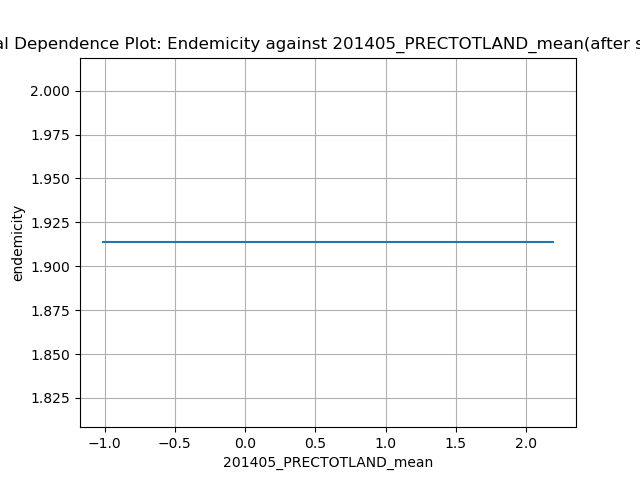 al Dependence Plot: Endemicity against 201405_PRECTOTLAND_mean(after s
2.000
1.975
1.950
1.925
1.900
1.875
1.850
1.825
endemicity
−1.0 −0.5 0.0 0.5 1.0 1.5 2.0
201405_PRECTOTLAND_mean